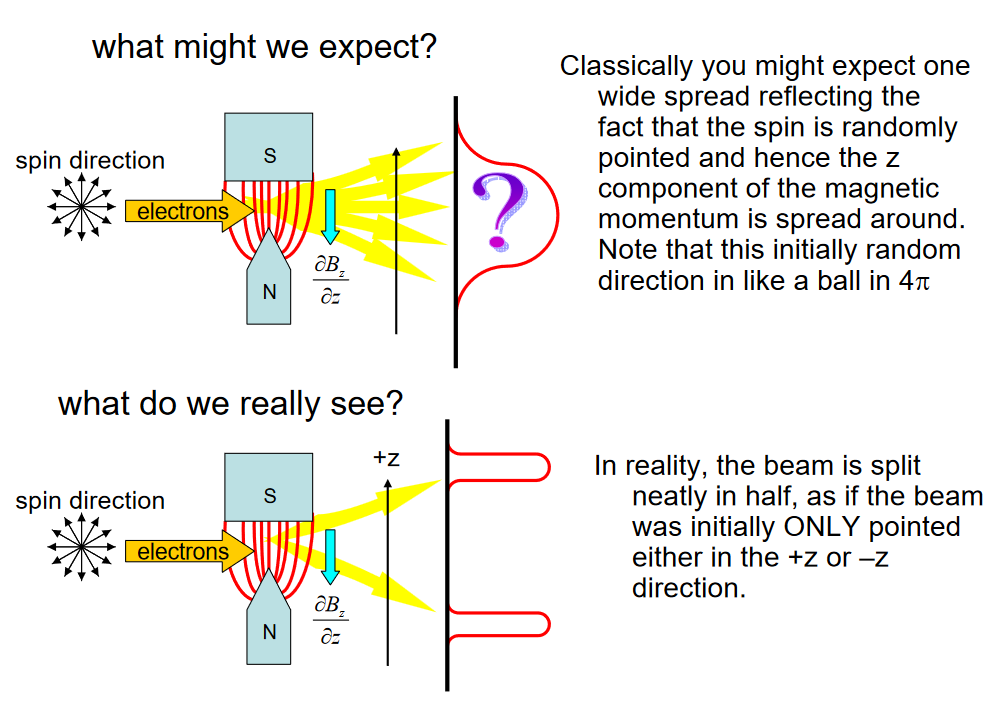 what might we expect?
spin direction
electrons
S
N
∂B_z
∂z
?
Classically you might expect one
wide spread reflecting the
fact that the spin is randomly
pointed and hence the z
component of the magnetic
momentum is spread around.
Note that this initially random
direction in like a ball in 4π
what do we really see?
spin direction
electrons
S
N
∂B_z
∂z
+z
In reality, the beam is split
neatly in half, as if the beam
was initially ONLY pointed
either in the +z or –z
direction.